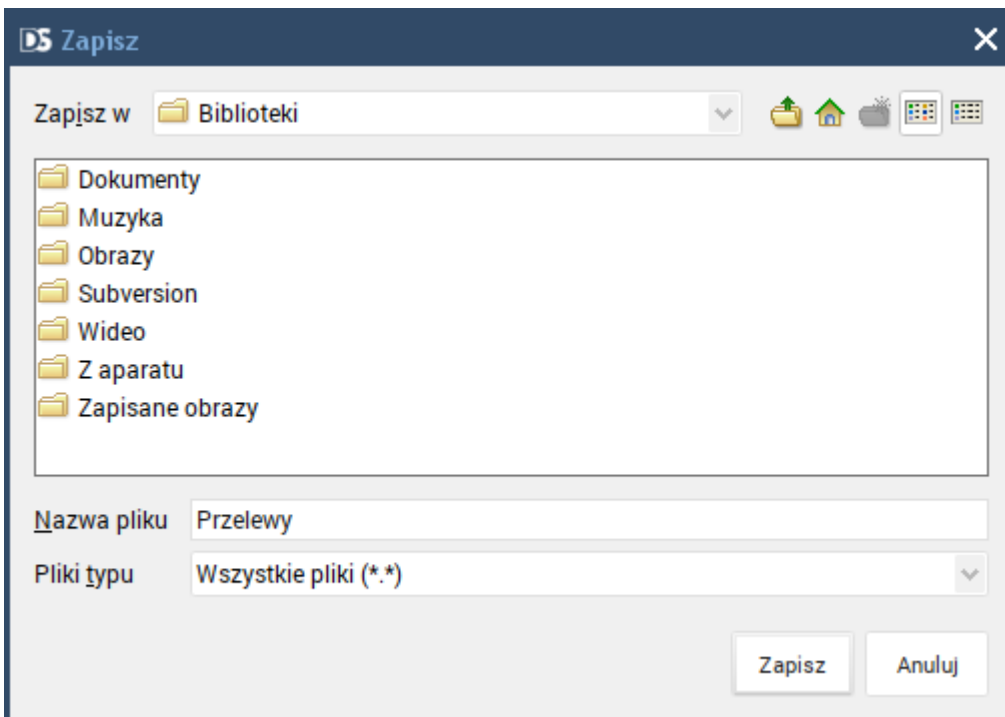 DS Zapisz
Zapisz w Biblioteki
Dokumenty
Muzyka
Obrazy
Subversion
Wideo
Z aparatu
Zapisane obrazy
Nazwa pliku Przelewy
Pliki typu Wszystkie pliki (*.*)
Zapisz Anuluj